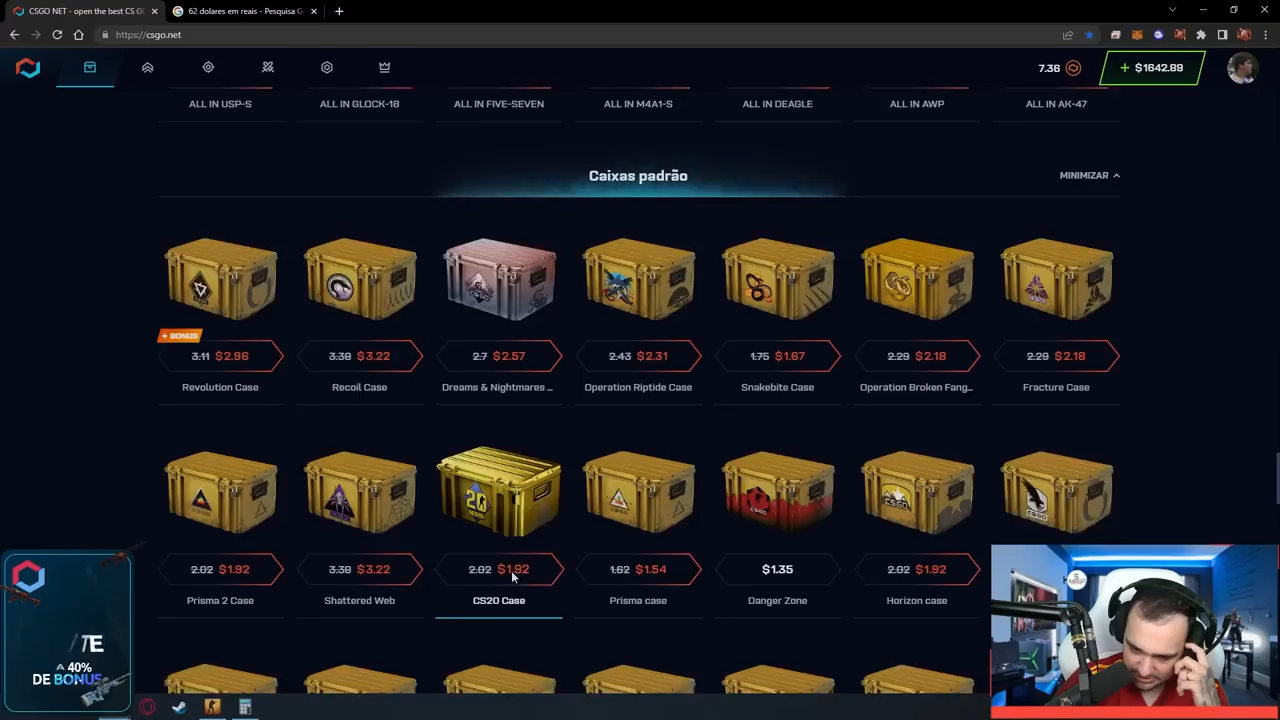 CSGO NET - open the best CS G
62 dolares em reais - Pesquisa G
https://csgo.net
7.36
+ $1642.89
ALL IN USP-S
ALL IN GLOCK-18
ALL IN FIVE-SEVEN
ALL IN M4A1-S
ALL IN DEAGLE
ALL IN AWP
ALL IN AK-47
Caixas padrão
MINIMIZAR
+ BONUS
3.11 $2.96
3.38 $3.22
2.7 $2.57
2.43 $2.31
1.75 $1.67
2.29 $2.18
2.29 $2.18
Revolution Case
Recoil Case
Dreams & Nightmares ...
Operation Riptide Case
Snakebite Case
Operation Broken Fang...
Fracture Case
2.02 $1.92
3.38 $3.22
2.02 $1.92
1.62 $1.54
$1.35
2.02 $1.92
Prisma 2 Case
Shattered Web
CS20 Case
Prisma case
Danger Zone
Horizon case
A 40%
DE BONUS